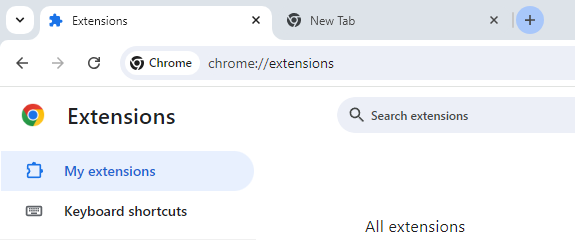 Extensions
New Tab
Chrome
chrome://extensions
Extensions
Search extensions
My extensions
Keyboard shortcuts
All extensions